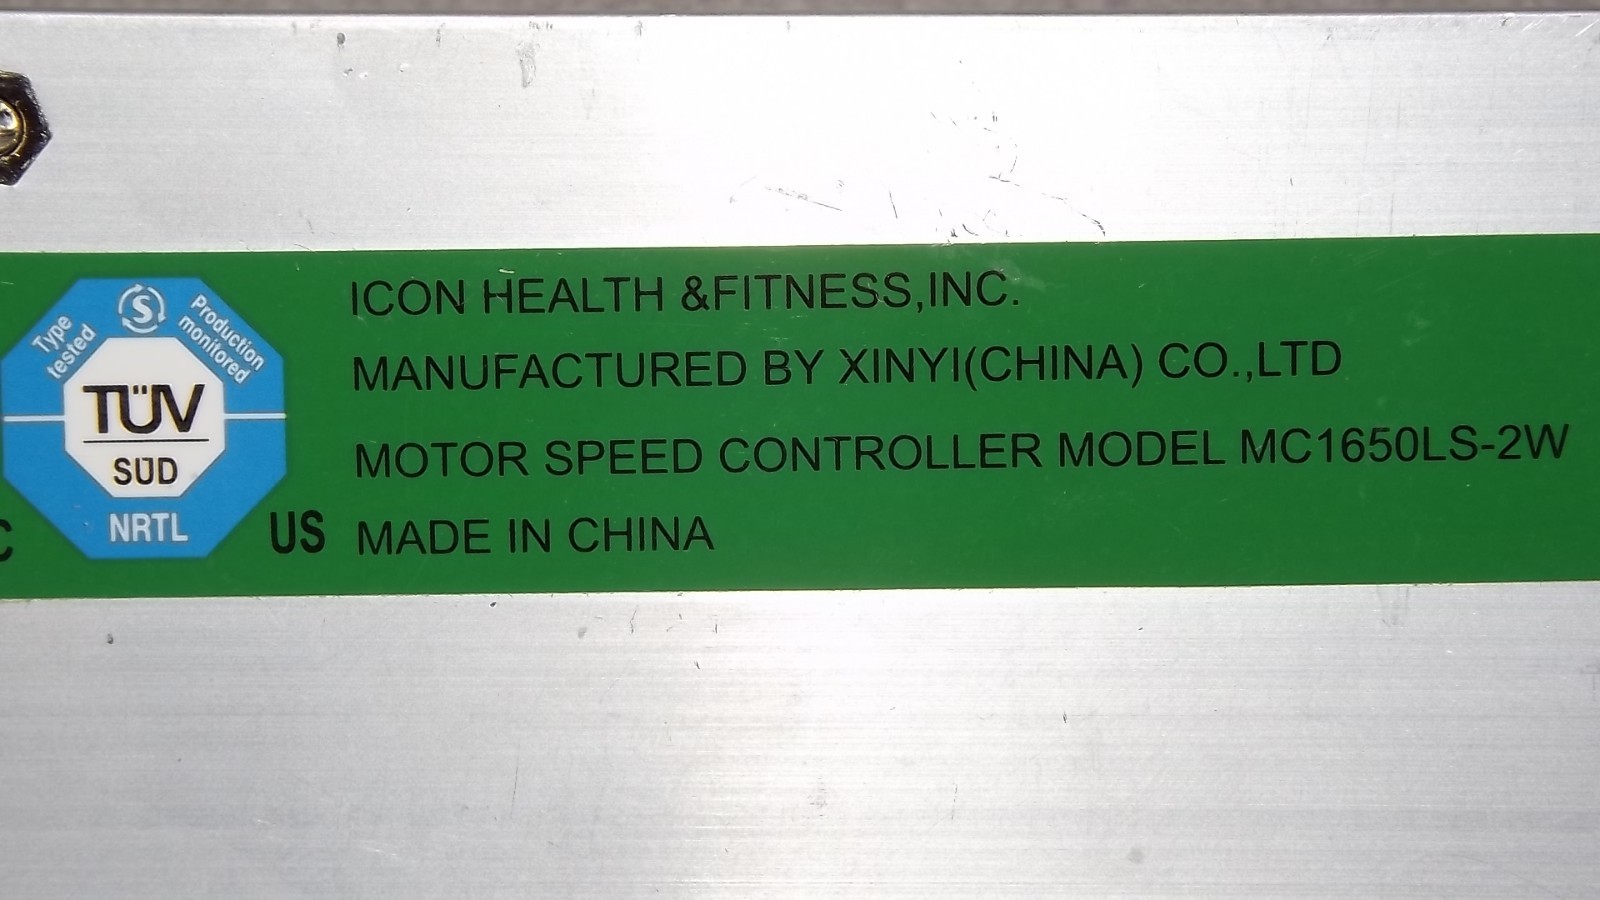 Type
tested
S
Production
monitored
TÜV
SÜD
NRTL
C
US
ICON HEALTH &FITNESS,INC.
MANUFACTURED BY XINYI(CHINA) CO.,LTD
MOTOR SPEED CONTROLLER MODEL MC1650LS-2W
MADE IN CHINA